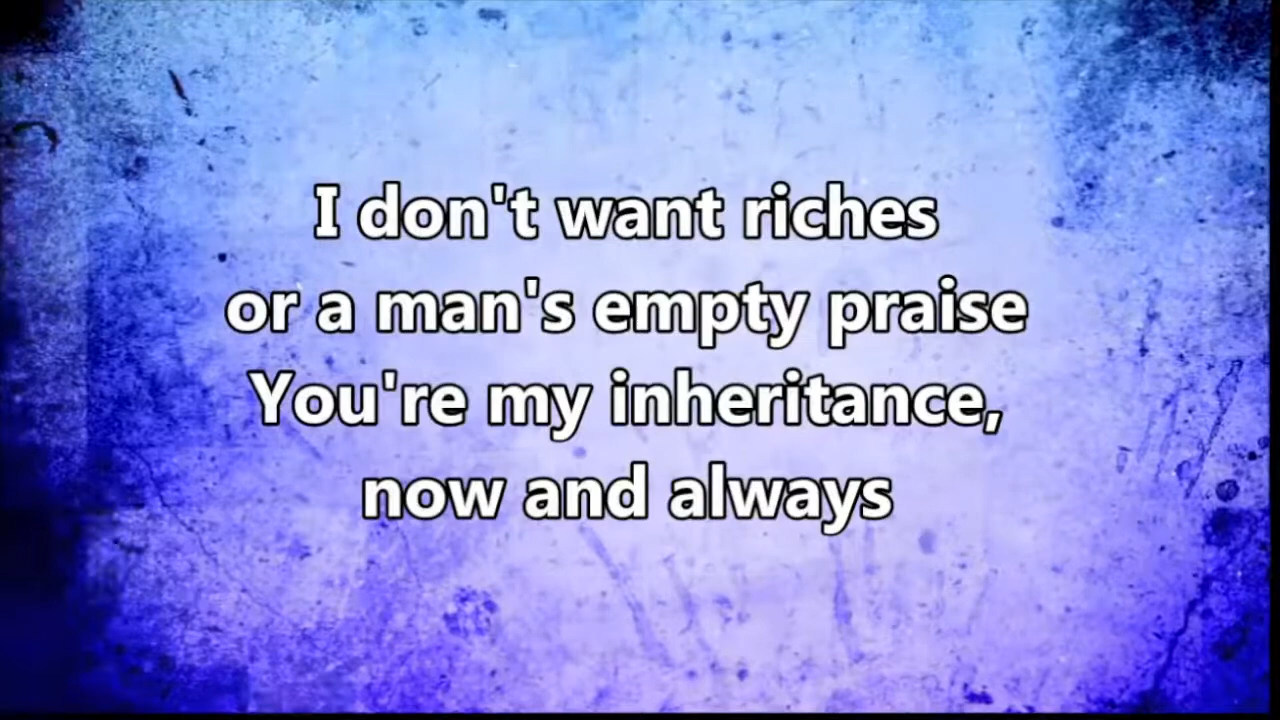 I don't want riches
or a man's empty praise
You're my inheritance,
now and always